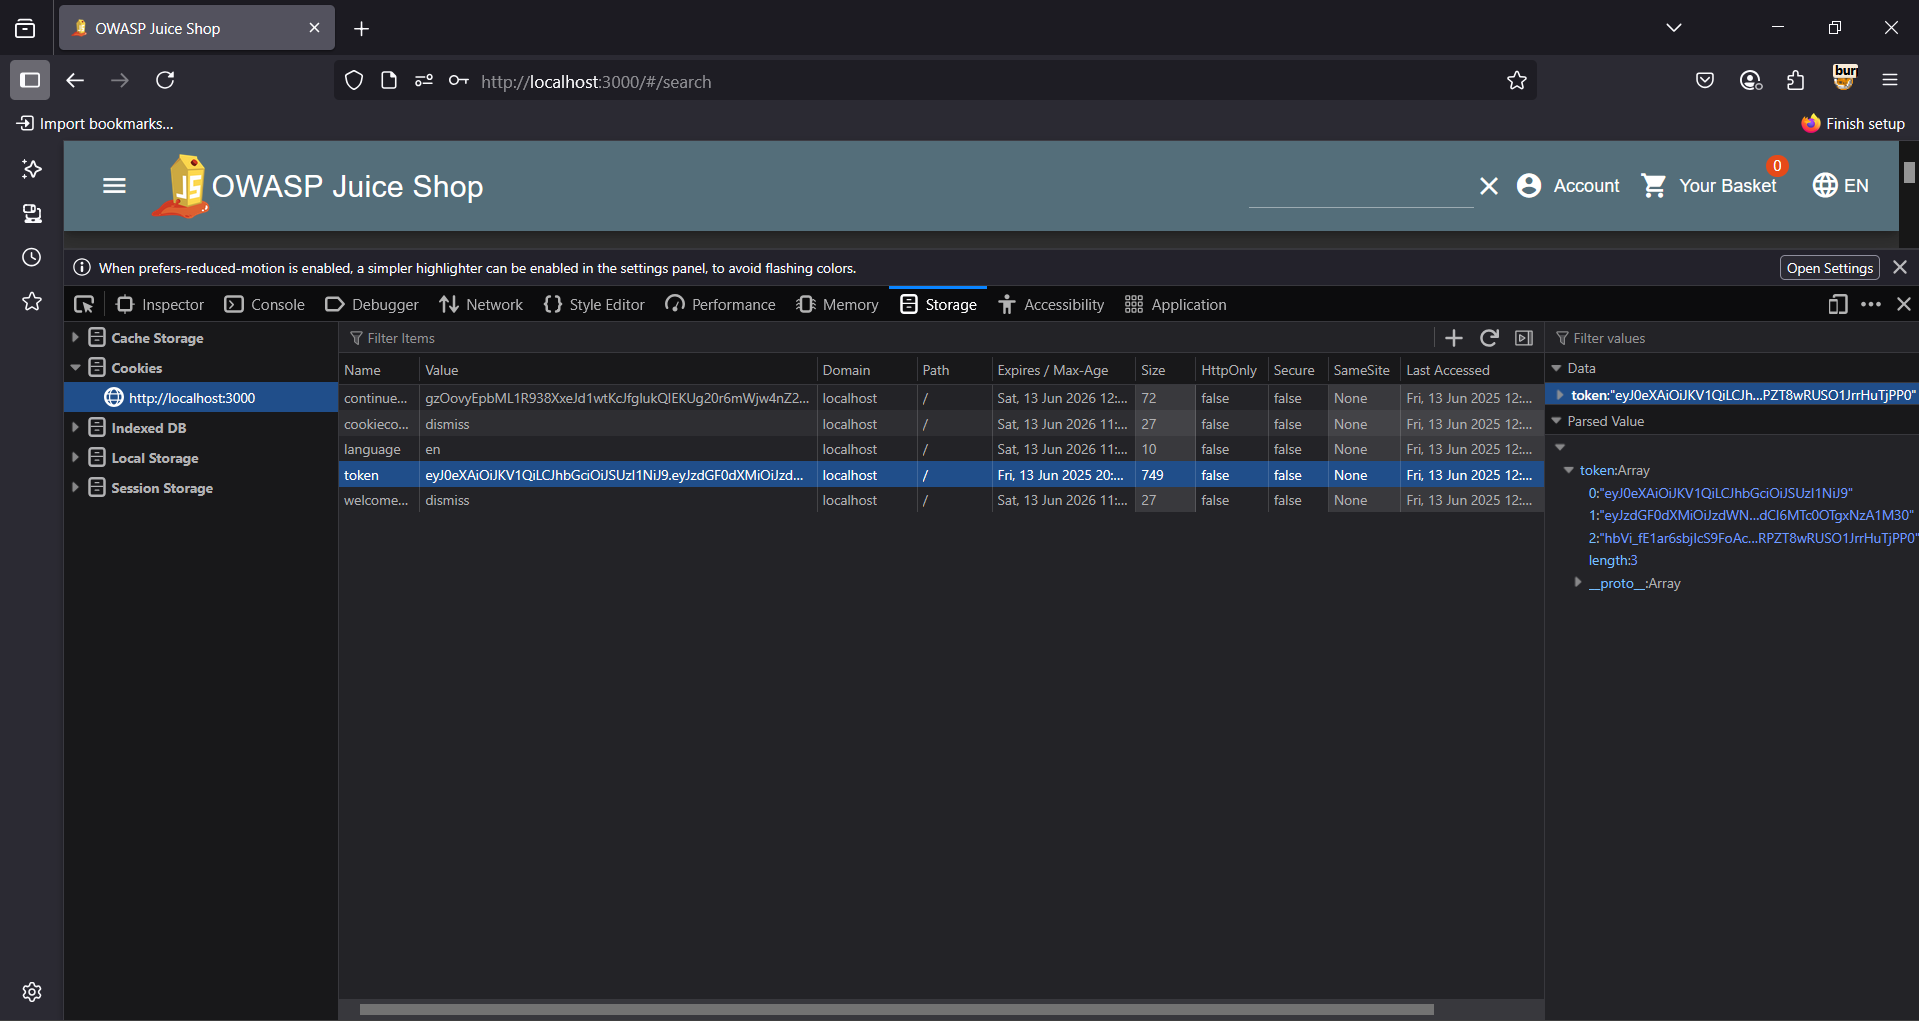 OWASP Juice Shop
http://localhost:3000/#/search
bur
Import bookmarks...
Finish setup
JS
OWASP Juice Shop
Account
Your Basket
0
EN
When prefers-reduced-motion is enabled, a simpler highlighter can be enabled in the settings panel, to avoid flashing colors.
Open Settings
Inspector Console Debugger Network Style Editor Performance Memory Storage Accessibility Application
Cache Storage
Cookies
http://localhost:3000
Indexed DB
Local Storage
Session Storage
Filter Items
Name Value Domain Path Expires / Max-Age Size HttpOnly Secure SameSite Last Accessed
continue... gzOovyEpbML1R938XxeJd1wtKcJfgIukQIEKUg20r6mWjw4nZ2... localhost / Sat, 13 Jun 2026 12:... 72 false false None Fri, 13 Jun 2025 12:...
cookieco... dismiss localhost / Sat, 13 Jun 2026 11:... 27 false false None Fri, 13 Jun 2025 12:...
language en localhost / Sat, 13 Jun 2026 11:... 10 false false None Fri, 13 Jun 2025 12:...
token eyJ0eXAiOiJKV1QiLCJhbGciOiJSUzI1NiJ9.eyJzdGF0dXMiOiJzd... localhost / Fri, 13 Jun 2025 20:... 749 false false None Fri, 13 Jun 2025 12:...
welcome... dismiss localhost / Sat, 13 Jun 2026 11:... 27 false false None Fri, 13 Jun 2025 12:...
Filter values
Data
token:"eyJ0eXAiOiJKV1QiLCJh...PZT8wRUSO1JrrHuTjPP0"
Parsed Value
token:Array
0:"eyJ0eXAiOiJKV1QiLCJhbGciOiJSUzI1NiJ9"
1:"eyJzdGF0dXMiOiJzdWN...dCI6MTc0OTgxNzA1M30"
2:"hbVi_fE1ar6sbjIcS9FoAc...RPZT8wRUSO1JrrHuTjPP0"
length:3
__proto__:Array